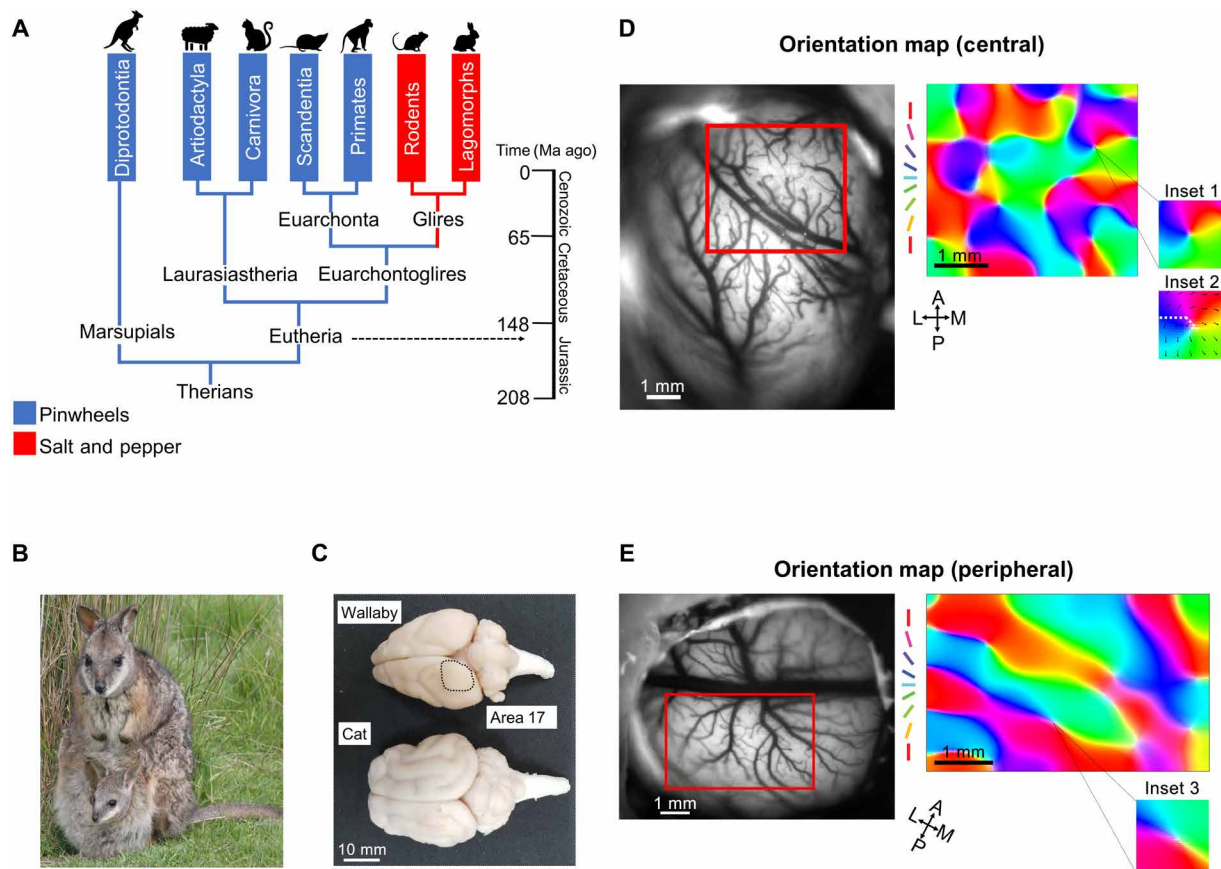 A
Diprotodontia
Artiodactyla
Carnivora
Scandentia
Primates
Rodents
Lagomorphs
Time (Ma ago)
0
65
148
208
Cenozoic
Cretaceous
Jurassic
Euarchonta
Glires
Laurasiastheria
Euarchontoglires
Marsupials
Eutheria
Therians
Pinwheels
Salt and pepper
B
C
Wallaby
Area 17
Cat
10 mm
D
Orientation map (central)
1 mm
1 mm
A
L
M
P
Inset 1
Inset 2
E
Orientation map (peripheral)
1 mm
1 mm
A
L
M
P
Inset 3